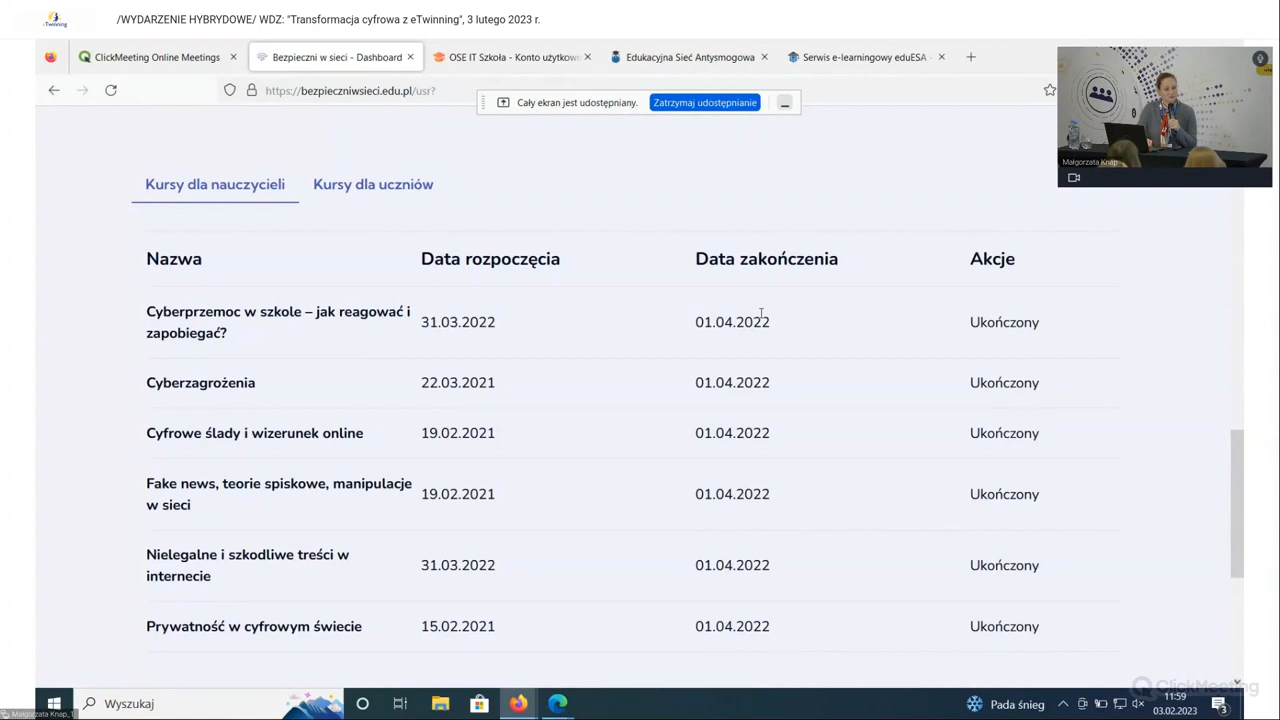 eTwinning
/WYDARZENIE HYBRYDOWE/ WDZ: "Transformacja cyfrowa z eTwinning", 3 lutego 2023 r.
ClickMeeting Online Meetings
Bezpieczni w sieci - Dashboard
OSE IT Szkoła - Konto użytkown
Edukacyjna Sieć Antysmogowa
Serwis e-learningowy eduESA
https://bezpieczniwsieci.edu.pl/usr?
Cały ekran jest udostępniany.
Zatrzymaj udostępnianie
Małgorzata Knap
Kursy dla nauczycieli
Kursy dla uczniów
Nazwa Data rozpoczęcia Data zakończenia Akcje
Cyberprzemoc w szkole – jak reagować i
zapobiegać?
31.03.2022 01.04.2022 Ukończony
Cyberzagrożenia 22.03.2021 01.04.2022 Ukończony
Cyfrowe ślady i wizerunek online 19.02.2021 01.04.2022 Ukończony
Fake news, teorie spiskowe, manipulacje
w sieci
19.02.2021 01.04.2022 Ukończony
Nielegalne i szkodliwe treści w
internecie
31.03.2022 01.04.2022 Ukończony
Prywatność w cyfrowym świecie 15.02.2021 01.04.2022 Ukończony
ClickMeeting
Wyszukaj
Pada śnieg
11:59
03.02.2023
3
Małgorzata Knap_1